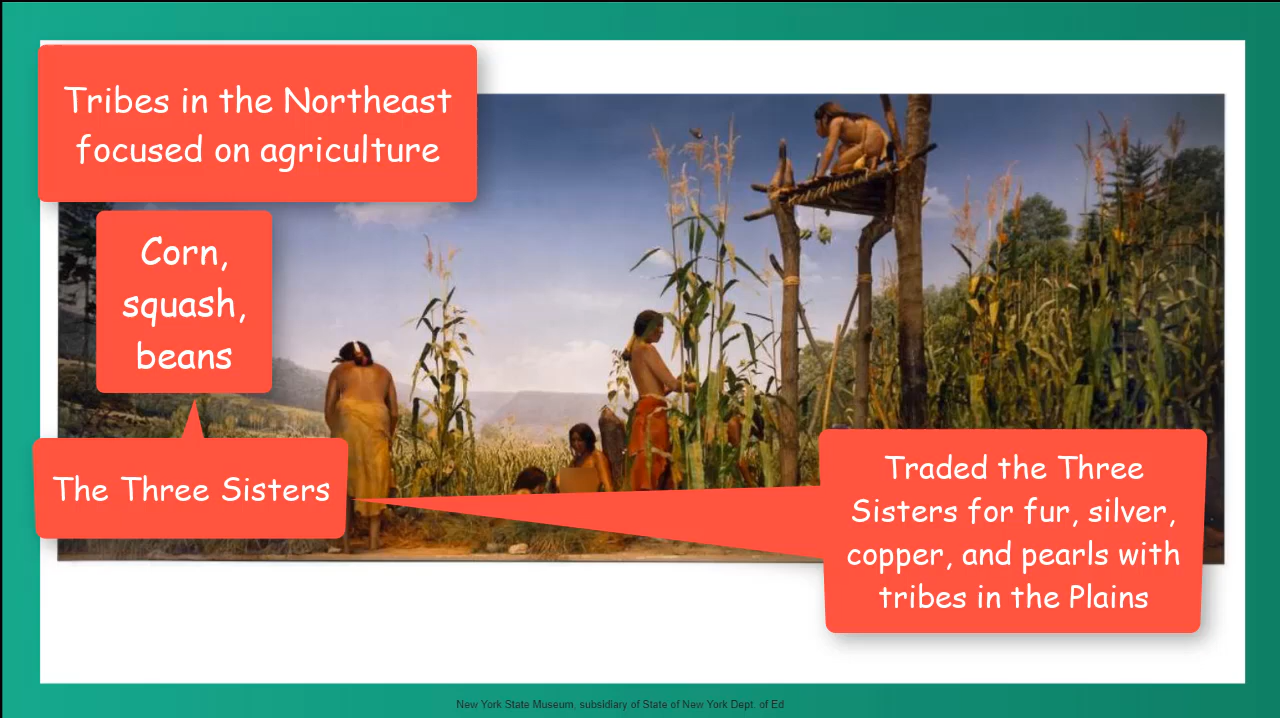 Tribes in the Northeast
focused on agriculture
Corn,
squash,
beans
The Three Sisters
Traded the Three
Sisters for fur, silver,
copper, and pearls with
tribes in the Plains
New York State Museum, subsidiary of State of New York Dept. of Ed